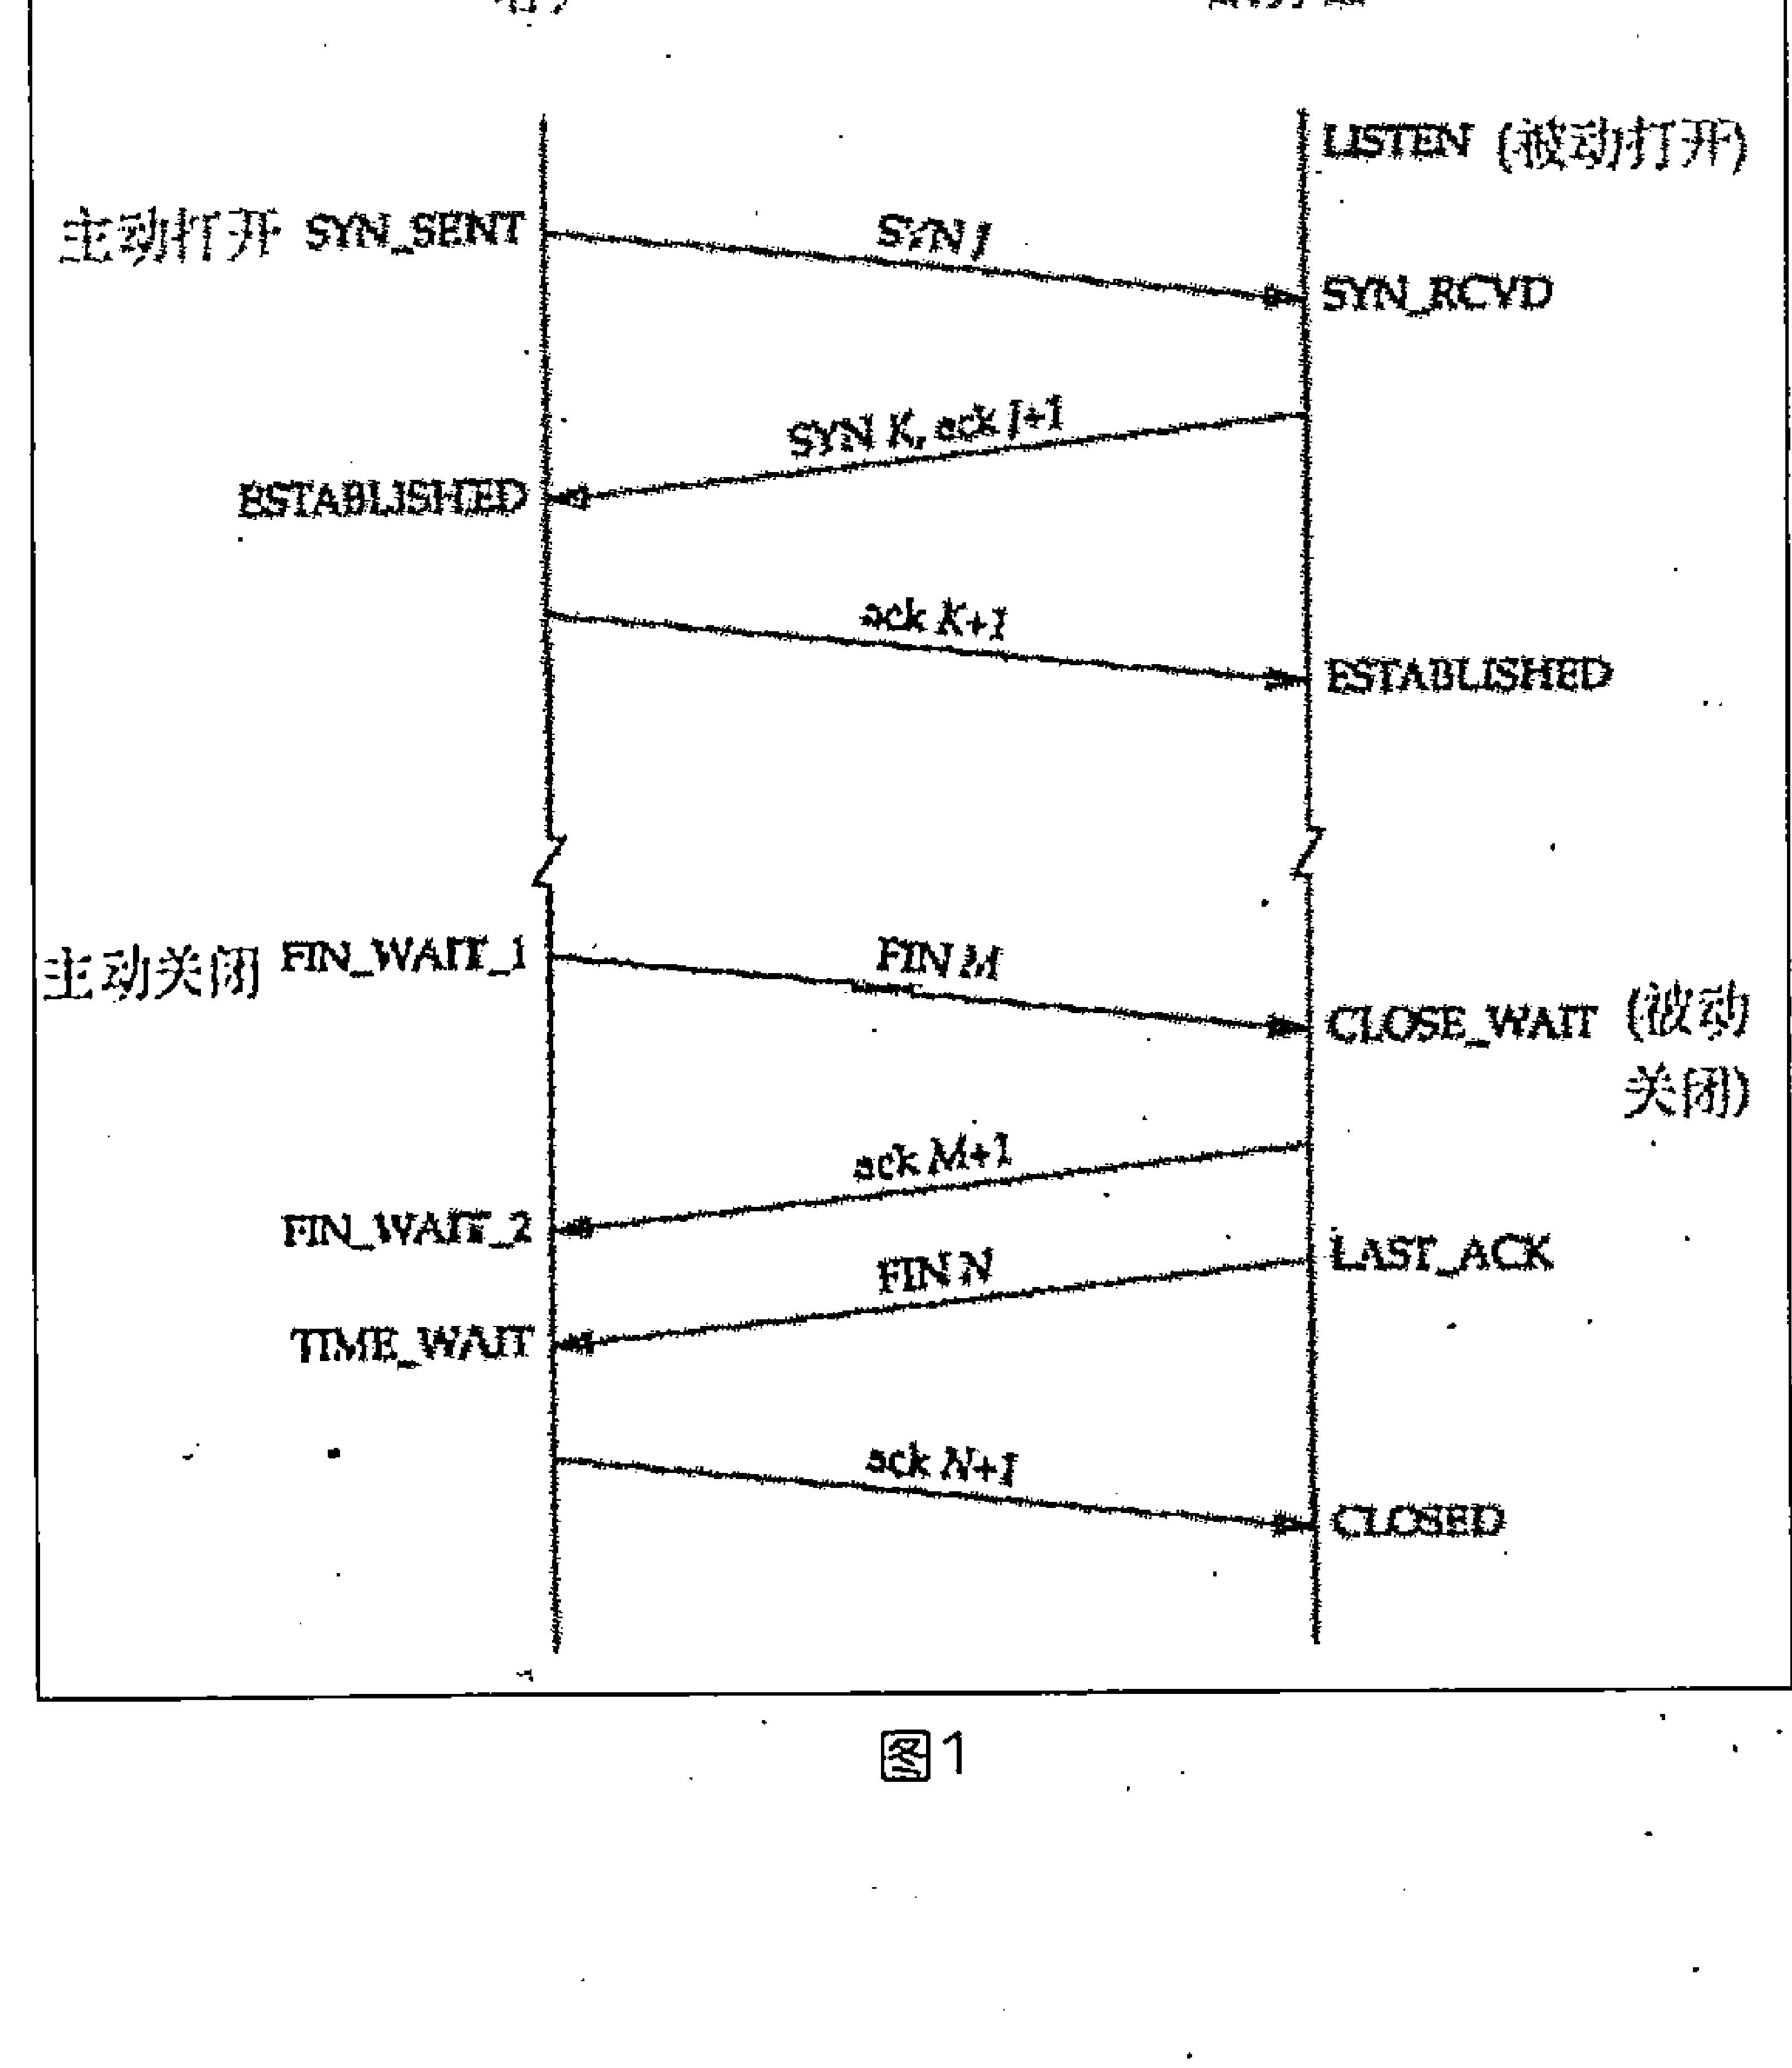 LISTEN (被动打开)
主动打开 SYN_SENT
SYN J
SYN_RCVD
SYN K, ack J+1
ESTABLISHED
ack K+1
ESTABLISHED
主动关闭 FIN_WAIT_1
FIN M
CLOSE_WAIT (被动
关闭)
ack M+1
FIN_WAIT_2
LAST_ACK
FIN N
TIME_WAIT
ack N+1
CLOSED
图1